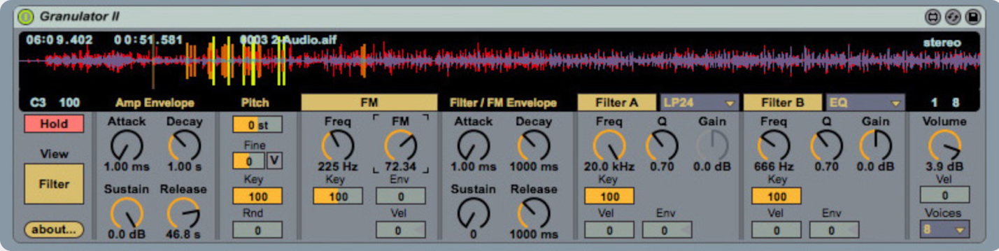 Granulator II
06:09.402 00:51.581 0003 2-Audio.aif stereo
C3 100 Amp Envelope Pitch FM Filter / FM Envelope Filter A LP24 Filter B EQ 1 8
Hold Attack Decay 0 st Freq FM Attack Decay Freq Q Gain Freq Q Gain Volume
View Fine
1.00 ms 1.00 s 0 V 225 Hz 72.34 1.00 ms 1000 ms 20.0 kHz 0.70 0.0 dB 666 Hz 0.70 0.0 dB 3.9 dB
Filter Sustain Release Key Key Env Sustain Release Key Key Vel
100 100 0 100 100 0
Rnd Vel Vel Env Vel Env Voices
about... 0.0 dB 46.8 s 0 0 0 1000 ms 0 0 0 0 8